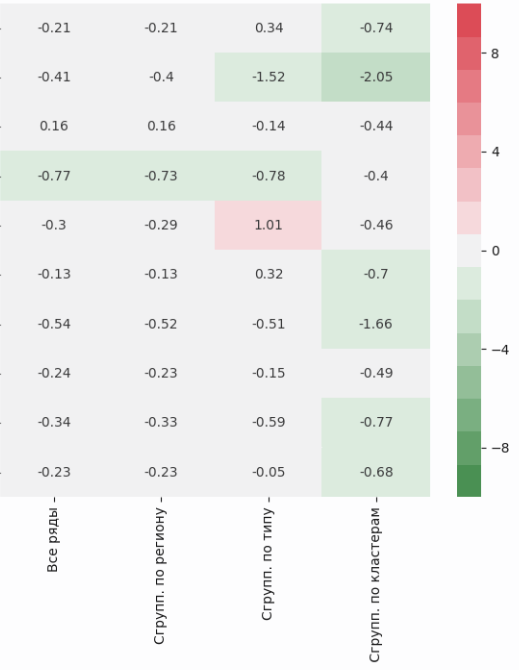 -0.21 -0.21 0.34 -0.74
8
-0.41 -0.4 -1.52 -2.05
0.16 0.16 -0.14 -0.44
4
-0.77 -0.73 -0.78 -0.4
-0.3 -0.29 1.01 -0.46
0
-0.13 -0.13 0.32 -0.7
-0.54 -0.52 -0.51 -1.66
−4
-0.24 -0.23 -0.15 -0.49
-0.34 -0.33 -0.59 -0.77
−8
-0.23 -0.23 -0.05 -0.68
Все ряды
Сгрупп. по региону
Сгрупп. по типу
Сгрупп. по кластерам